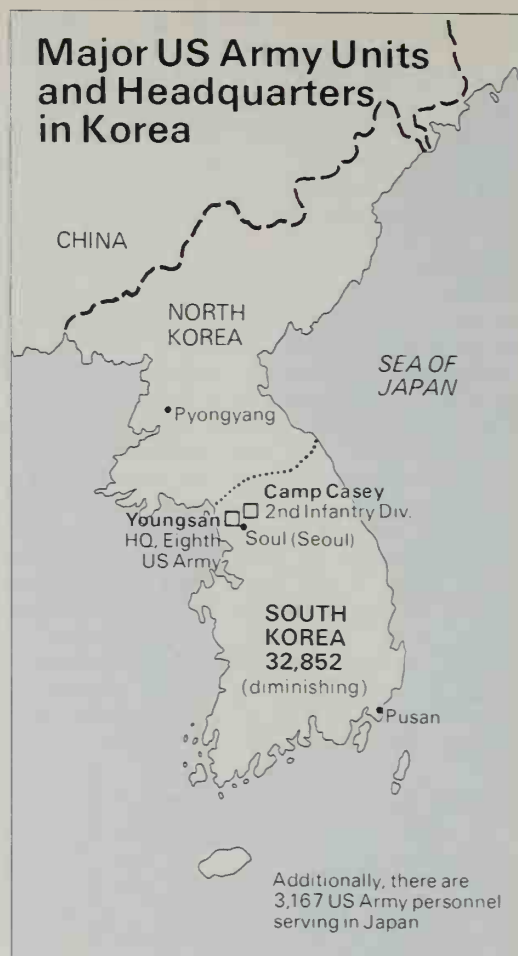 Major US Army Units
and Headquarters
in Korea
CHINA
NORTH
KOREA
SEA OF
JAPAN
Pyongyang
Camp Casey
2nd Infantry Div.
Youngsan
HQ, Eighth
US Army
Soul (Seoul)
SOUTH
KOREA
32,852
(diminishing)
Pusan
Additionally, there are
3,167 US Army personnel
serving in Japan